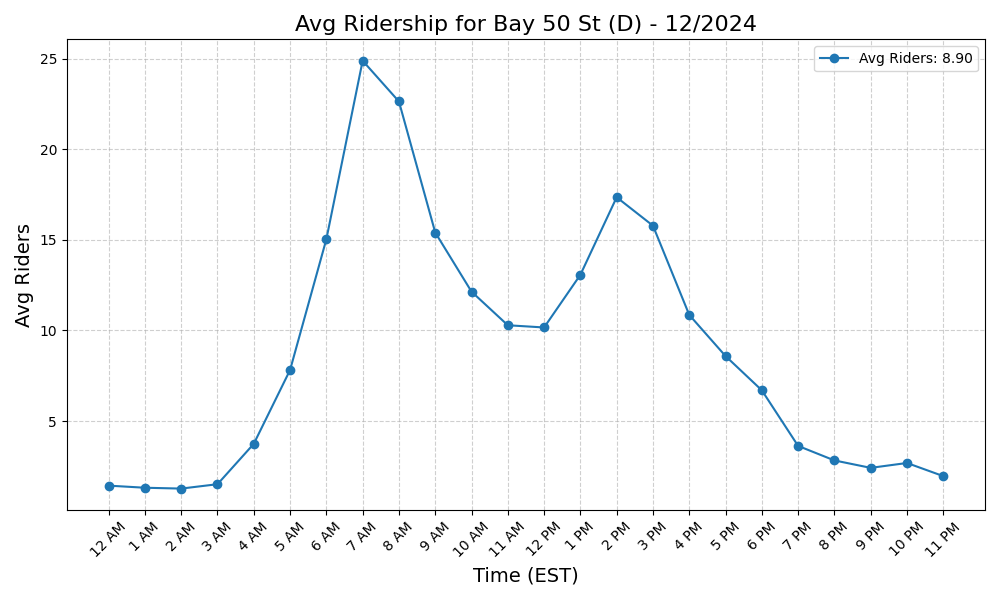 Avg Ridership for Bay 50 St (D) - 12/2024
Avg Riders: 8.90
Avg Riders
25
20
15
10
5
12 AM
1 AM
2 AM
3 AM
4 AM
5 AM
6 AM
7 AM
8 AM
9 AM
10 AM
11 AM
12 PM
1 PM
2 PM
3 PM
4 PM
5 PM
6 PM
7 PM
8 PM
9 PM
10 PM
11 PM
Time (EST)